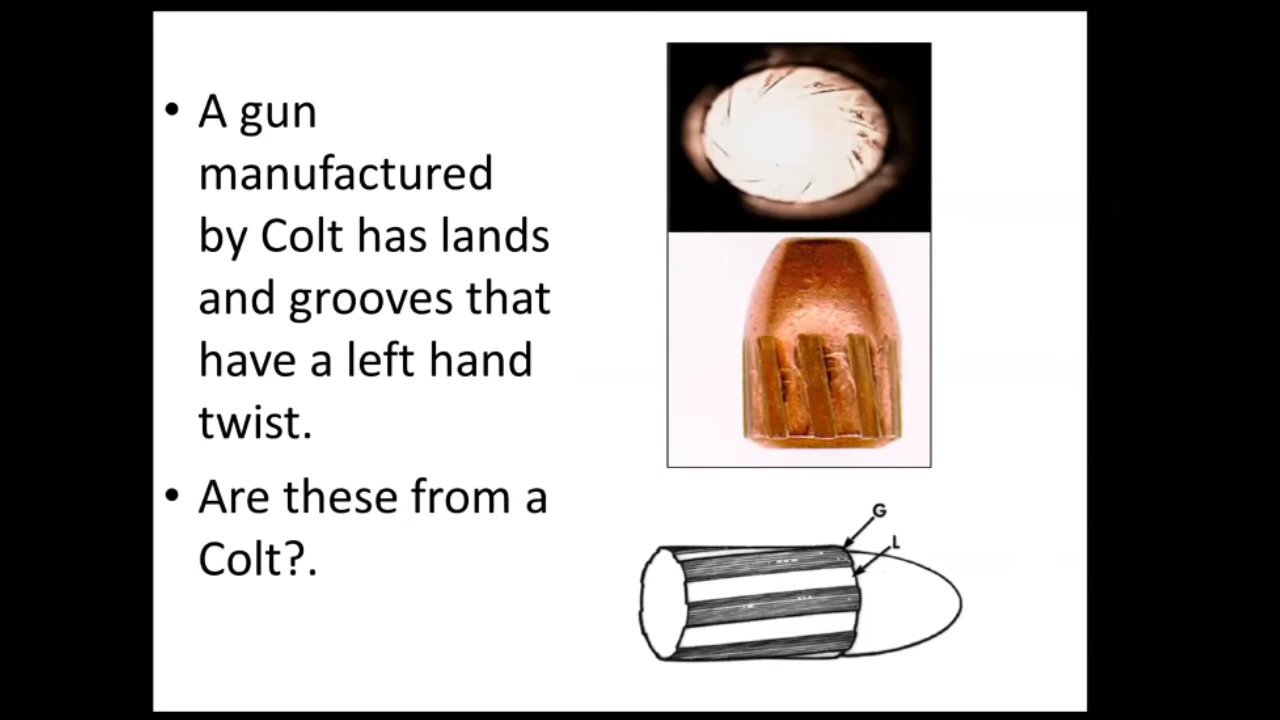 • A gun
manufactured
by Colt has lands
and grooves that
have a left hand
twist.
• Are these from a
Colt?.
G
L